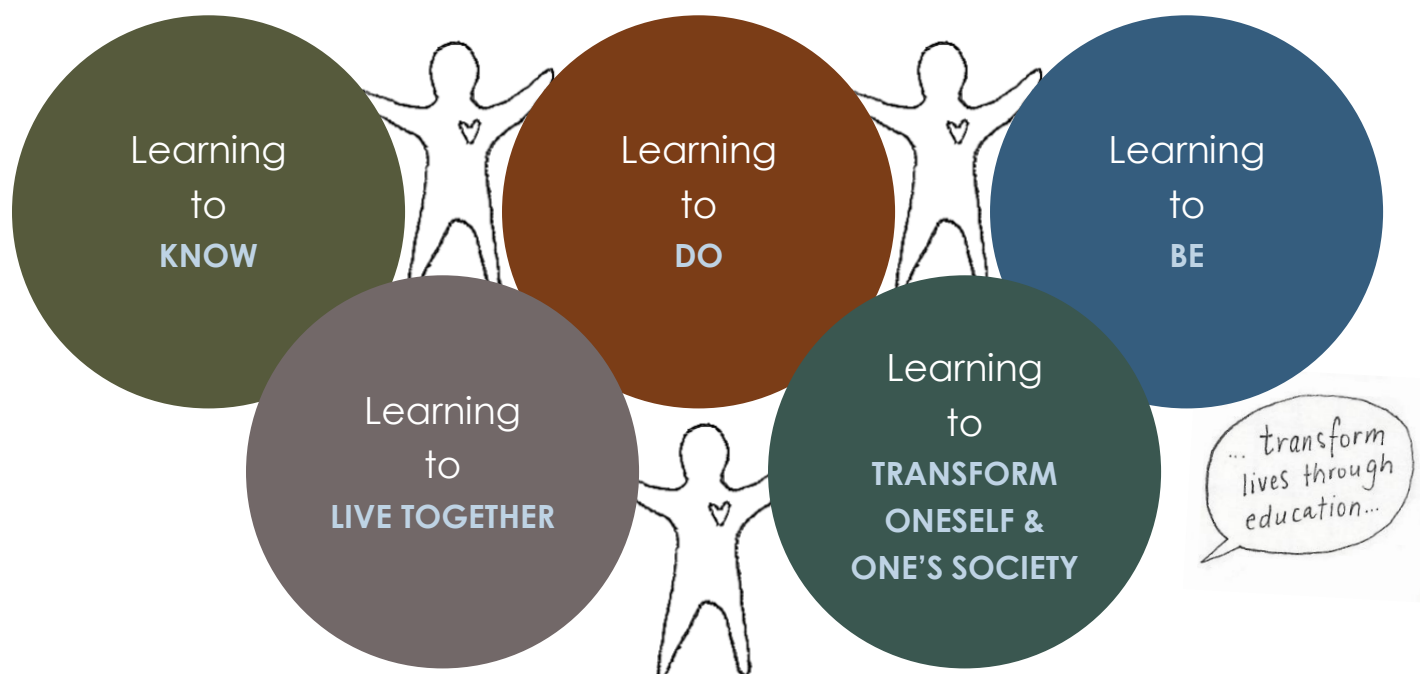 Learning
to
KNOW
Learning
to
DO
Learning
to
BE
Learning
to
LIVE TOGETHER
Learning
to
TRANSFORM
ONESELF &
ONE'S SOCIETY
... transform
lives through
education...